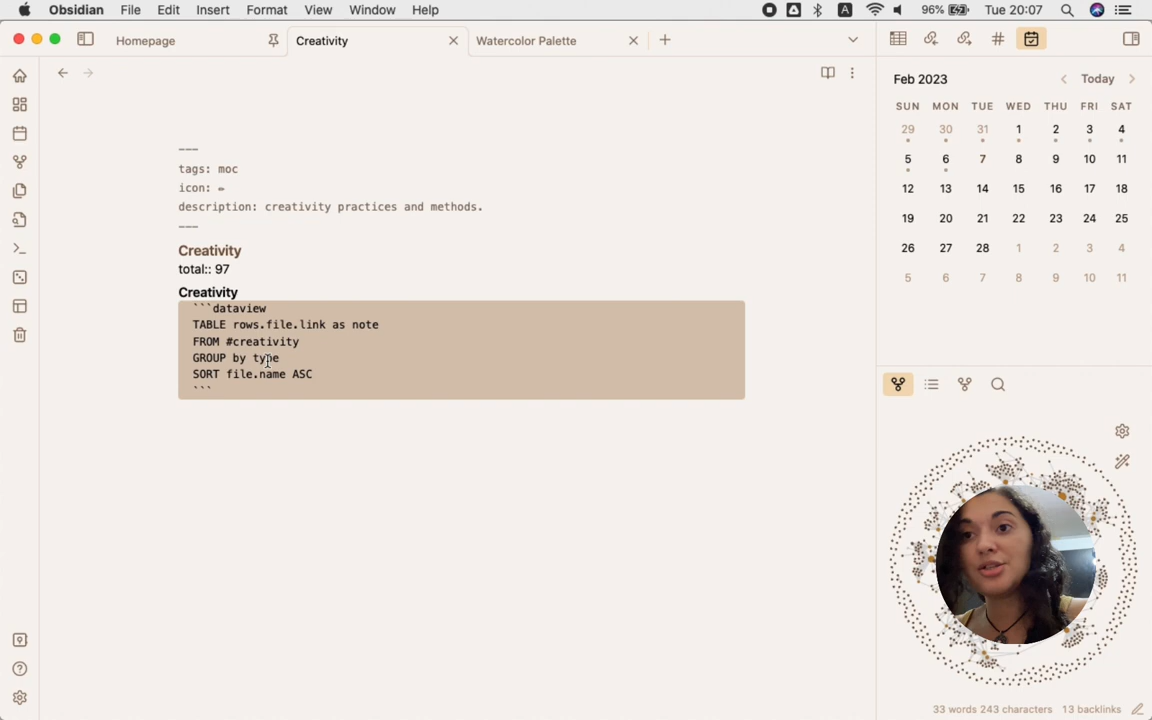 Obsidian File Edit Insert Format View Window Help
A 96% Tue 20:07
Homepage Creativity Watercolor Palette
---
tags: moc
icon: ✏
description: creativity practices and methods.
---
Creativity
total:: 97
Creativity
```dataview
TABLE rows.file.link as note
FROM #creativity
GROUP by type
SORT file.name ASC
```
Feb 2023 Today
SUN MON TUE WED THU FRI SAT
29 30 31 1 2 3 4
5 6 7 8 9 10 11
12 13 14 15 16 17 18
19 20 21 22 23 24 25
26 27 28 1 2 3 4
5 6 7 8 9 10 11
33 words 243 characters 13 backlinks